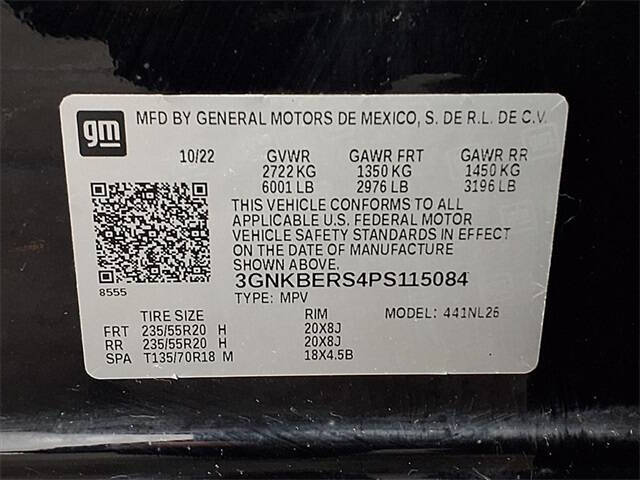 gm MFD BY GENERAL MOTORS DE MEXICO, S. DE R.L. DE C.V.
10/22 GVWR GAWR FRT GAWR RR
2722 KG 1350 KG 1450 KG
6001 LB 2976 LB 3196 LB
THIS VEHICLE CONFORMS TO ALL
APPLICABLE U.S. FEDERAL MOTOR
VEHICLE SAFETY STANDARDS IN EFFECT
ON THE DATE OF MANUFACTURE
SHOWN ABOVE.
3GNKBERS4PS115084
8555
TYPE: MPV MODEL: 441NL26
TIRE SIZE RIM
FRT 235/55R20 H 20X8J
RR 235/55R20 H 20X8J
SPA T135/70R18 M 18X4.5B